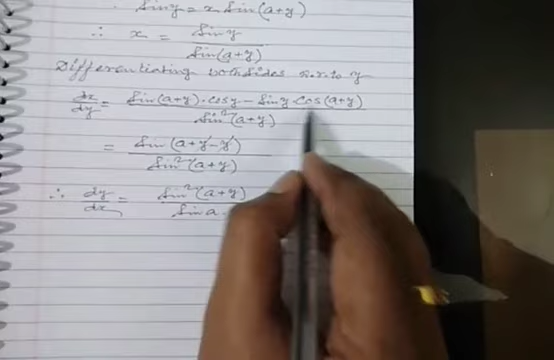 Sin y = x Sin (a+y)
∴ x = Sin y / Sin (a+y)
Differentiating both sides w.r. to y
dx/dy = Sin (a+y) · Cos y − Sin y · Cos (a+y) / Sin² (a+y)
= Sin (a+y−y) / Sin² (a+y)
∴ dy/dx = Sin² (a+y) / Sin a